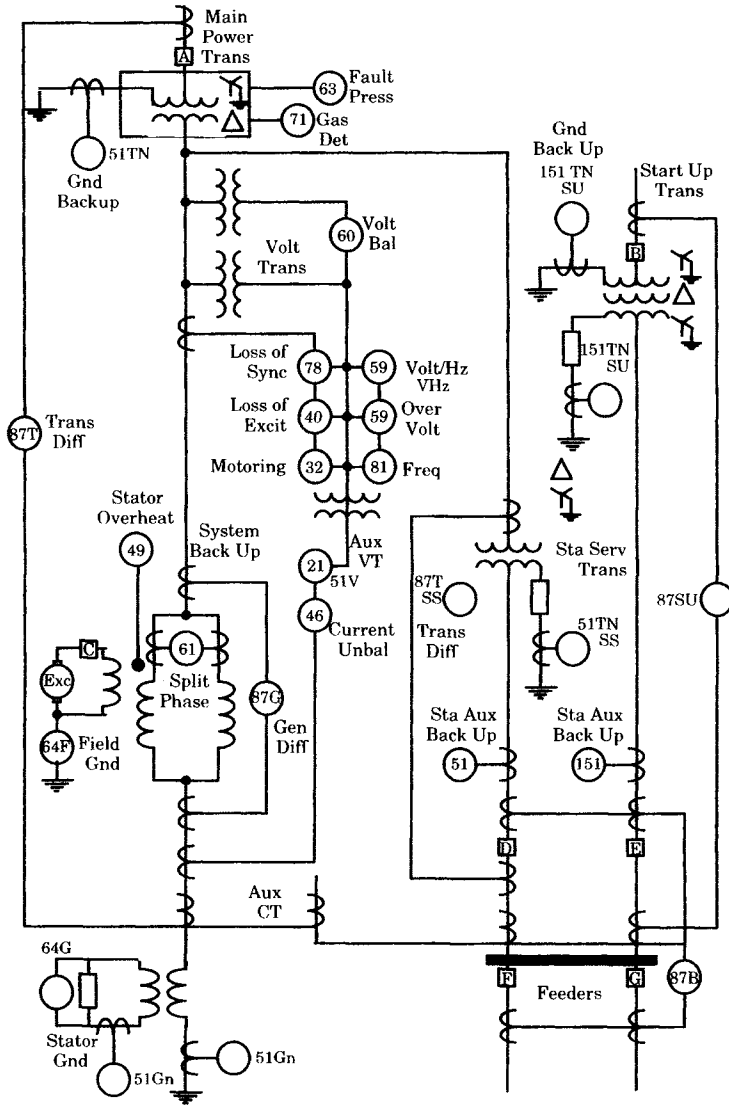 Main
Power
Trans
A
63
Fault
Press
71
Gas
Det
51TN
Gnd
Backup
Gnd
Back Up
151 TN
SU
Start Up
Trans
B
60
Volt
Bal
Volt
Trans
151TN
SU
Loss of
Sync
78
59
Volt/Hz
VHz
Loss of
Excit
40
59
Over
Volt
Motoring
32
81
Freq
87T
Trans
Diff
Stator
Overheat
49
System
Back Up
Aux
VT
21
51V
46
Current
Unbal
87T
SS
Trans
Diff
Sta Serv
Trans
51TN
SS
87SU
C
Exc
61
Split
Phase
87G
Gen
Diff
64F
Field
Gnd
Sta Aux
Back Up
51
Sta Aux
Back Up
151
D
E
Aux
CT
64G
Stator
Gnd
51Gn
51Gn
F
Feeders
G
87B